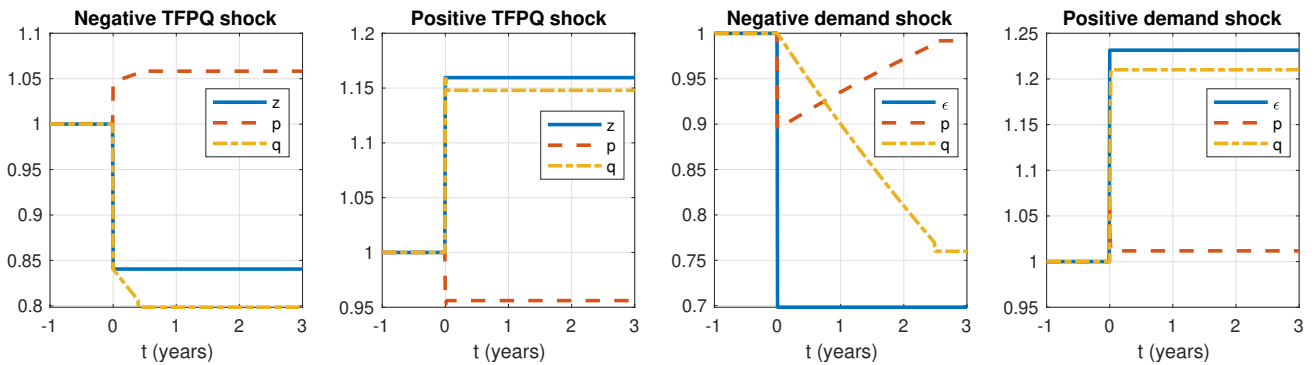 Negative TFPQ shock
1.1
1.05
1
0.95
0.9
0.85
0.8
-1 0 1 2 3
t (years)
z
p
q
Positive TFPQ shock
1.2
1.15
1.1
1.05
1
0.95
-1 0 1 2 3
t (years)
z
p
q
Negative demand shock
1
0.95
0.9
0.85
0.8
0.75
0.7
-1 0 1 2 3
t (years)
ϵ
p
q
Positive demand shock
1.25
1.2
1.15
1.1
1.05
1
0.95
-1 0 1 2 3
t (years)
ϵ
p
q